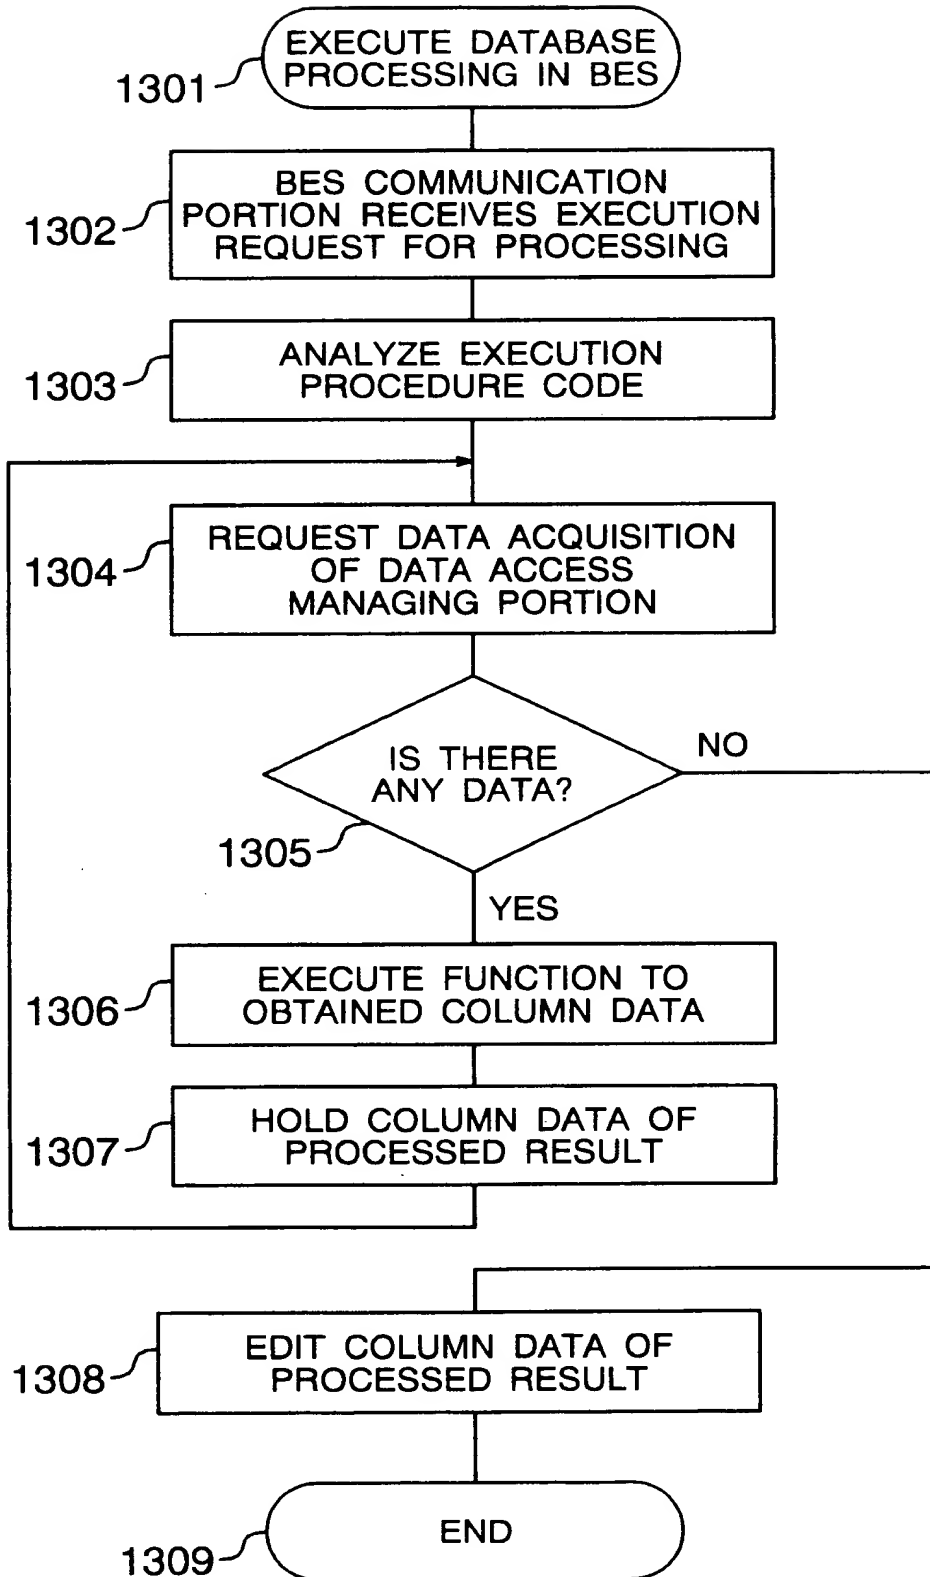 EXECUTE DATABASE
PROCESSING IN BES
1301
BES COMMUNICATION
PORTION RECEIVES EXECUTION
REQUEST FOR PROCESSING
1302
ANALYZE EXECUTION
PROCEDURE CODE
1303
REQUEST DATA ACQUISITION
OF DATA ACCESS
MANAGING PORTION
1304
IS THERE
ANY DATA?
NO
1305
YES
EXECUTE FUNCTION TO
OBTAINED COLUMN DATA
1306
HOLD COLUMN DATA OF
PROCESSED RESULT
1307
EDIT COLUMN DATA OF
PROCESSED RESULT
1308
END
1309